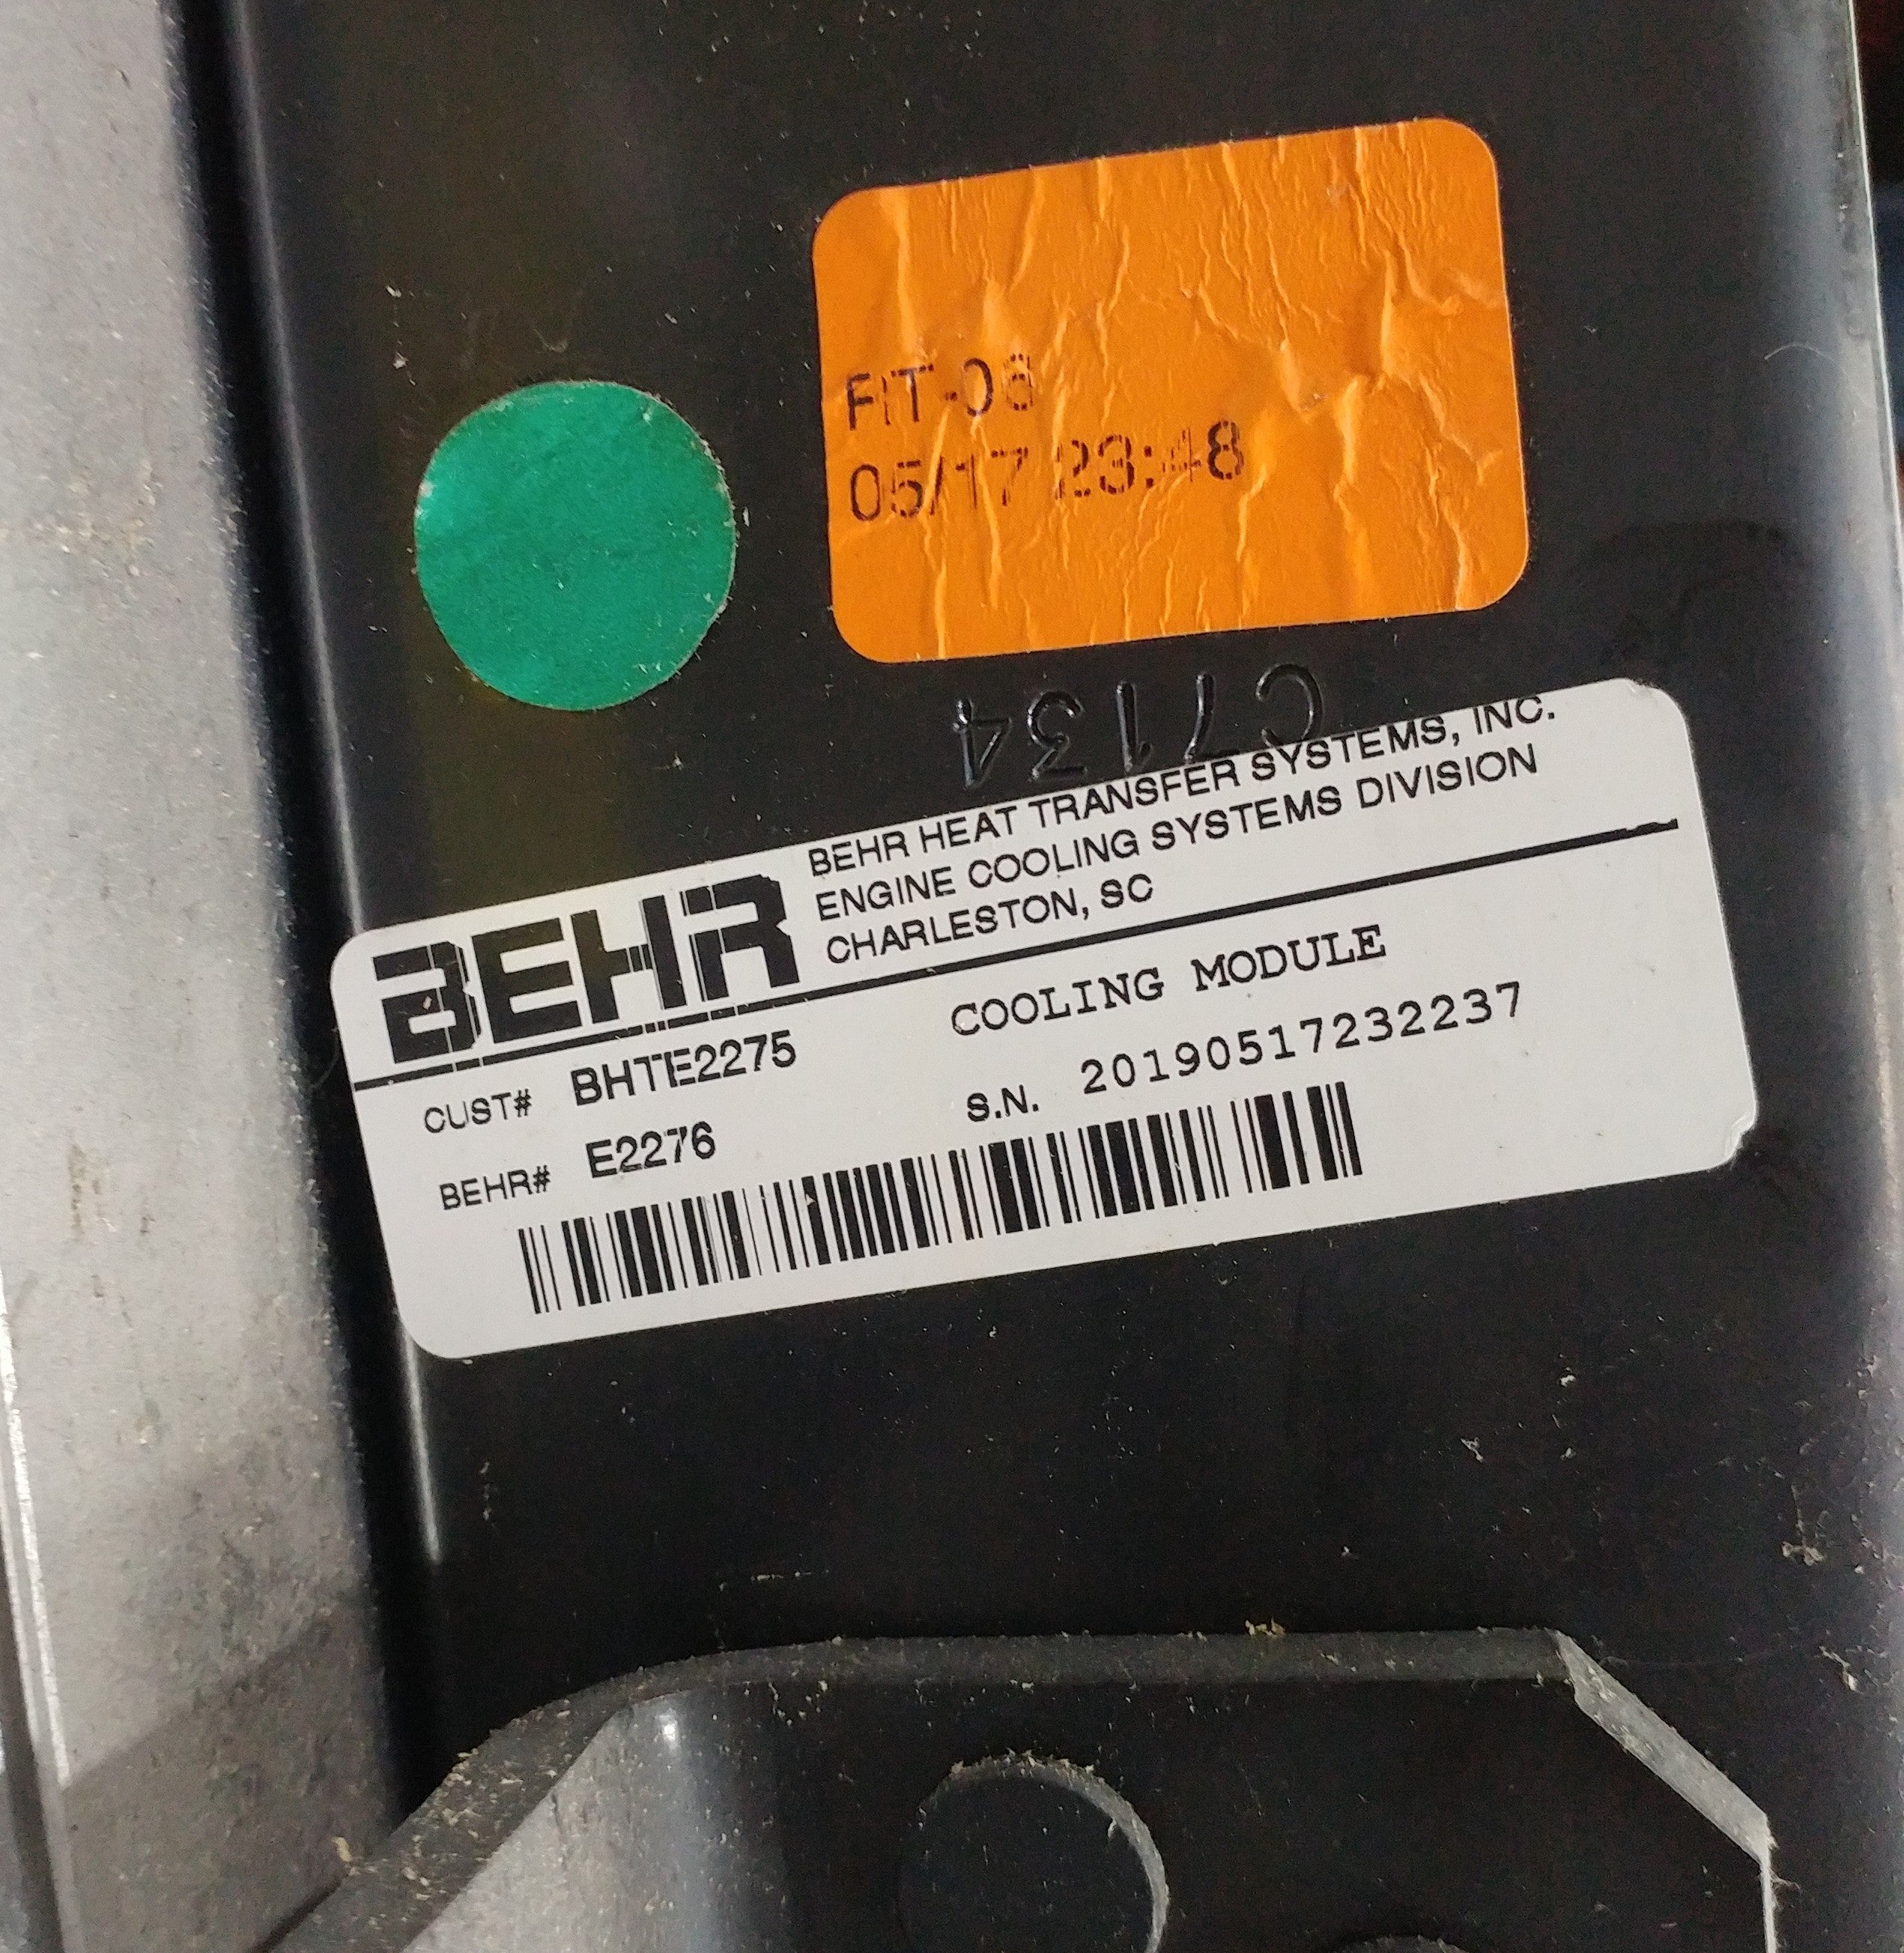 FIT-06
05/17 23:48
C7134
BEHR
BEHR HEAT TRANSFER SYSTEMS, INC.
ENGINE COOLING SYSTEMS DIVISION
CHARLESTON, SC
COOLING MODULE
CUST# BHTE2275
S.N. 20190517232237
BEHR# E2276